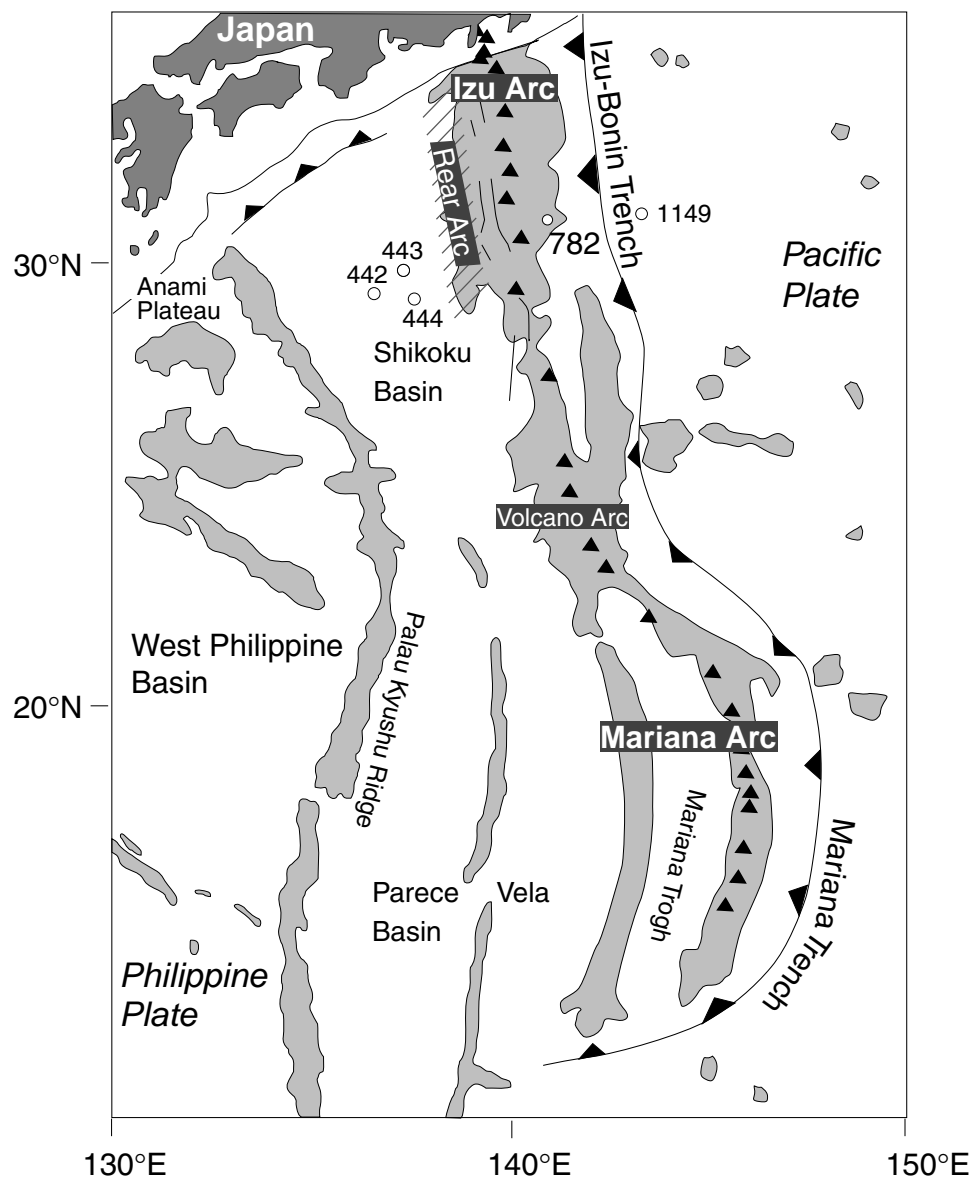 Japan
Izu Arc
Izu-Bonin Trench
Rear Arc
1149
782
30°N
443
442
444
Anami
Plateau
Pacific
Plate
Shikoku
Basin
Volcano Arc
West Philippine
Basin
Palau Kyushu Ridge
20°N
Mariana Arc
Mariana Trogh
Mariana Trench
Parece Vela
Basin
Philippine
Plate
130°E
140°E
150°E